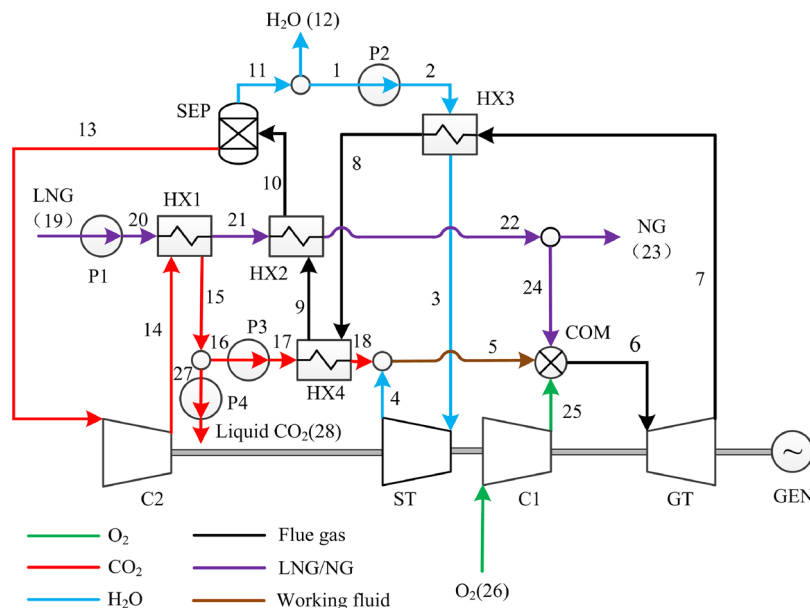 H₂O (12)
P2
11
1
2
SEP
HX3
13
8
10
LNG
(19)
HX1
20
21
22
NG
(23)
P1
HX2
7
15
3
24
14
9
COM
16
P3
17
18
5
6
27
P4
HX4
4
25
Liquid CO₂(28)
~
C2
ST
C1
GT
GEN
O₂
Flue gas
CO₂
LNG/NG
H₂O
Working fluid
O₂(26)